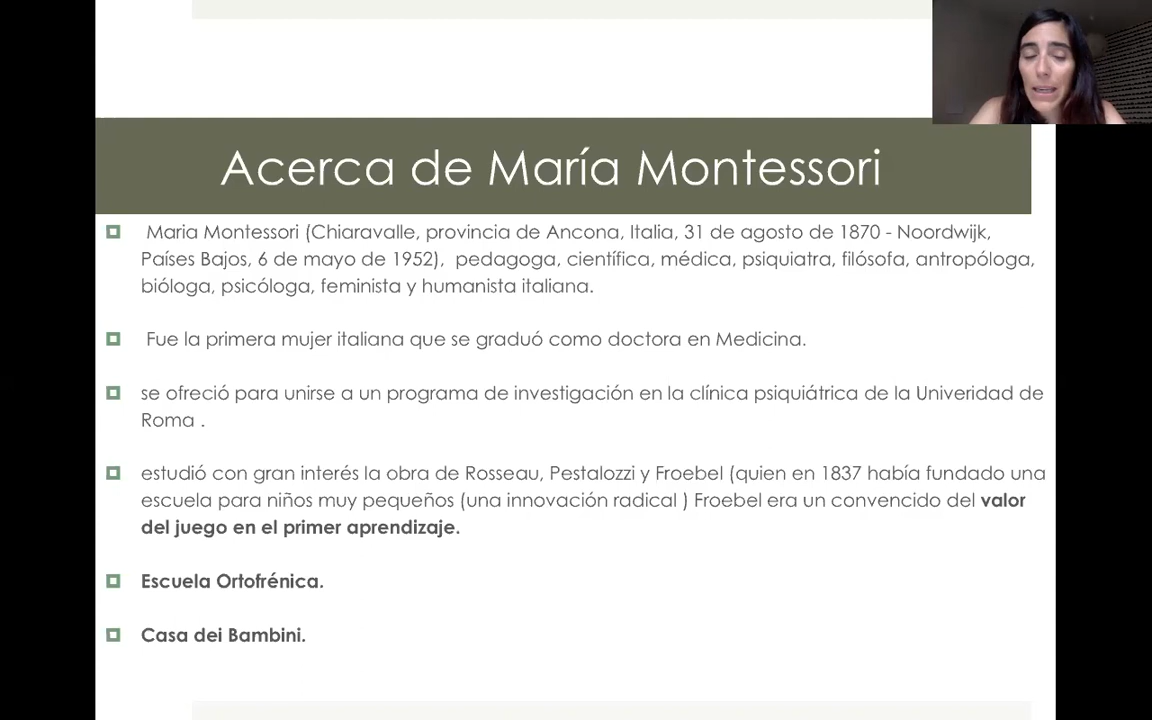 Acerca de María Montessori
Maria Montessori (Chiaravalle, provincia de Ancona, Italia, 31 de agosto de 1870 - Noordwijk,
Países Bajos, 6 de mayo de 1952), pedagoga, científica, médica, psiquiatra, filósofa, antropóloga,
bióloga, psicóloga, feminista y humanista italiana.
Fue la primera mujer italiana que se graduó como doctora en Medicina.
se ofreció para unirse a un programa de investigación en la clínica psiquiátrica de la Univeridad de
Roma .
estudió con gran interés la obra de Rosseau, Pestalozzi y Froebel (quien en 1837 había fundado una
escuela para niños muy pequeños (una innovación radical ) Froebel era un convencido del valor
del juego en el primer aprendizaje.
Escuela Ortofrénica.
Casa dei Bambini.